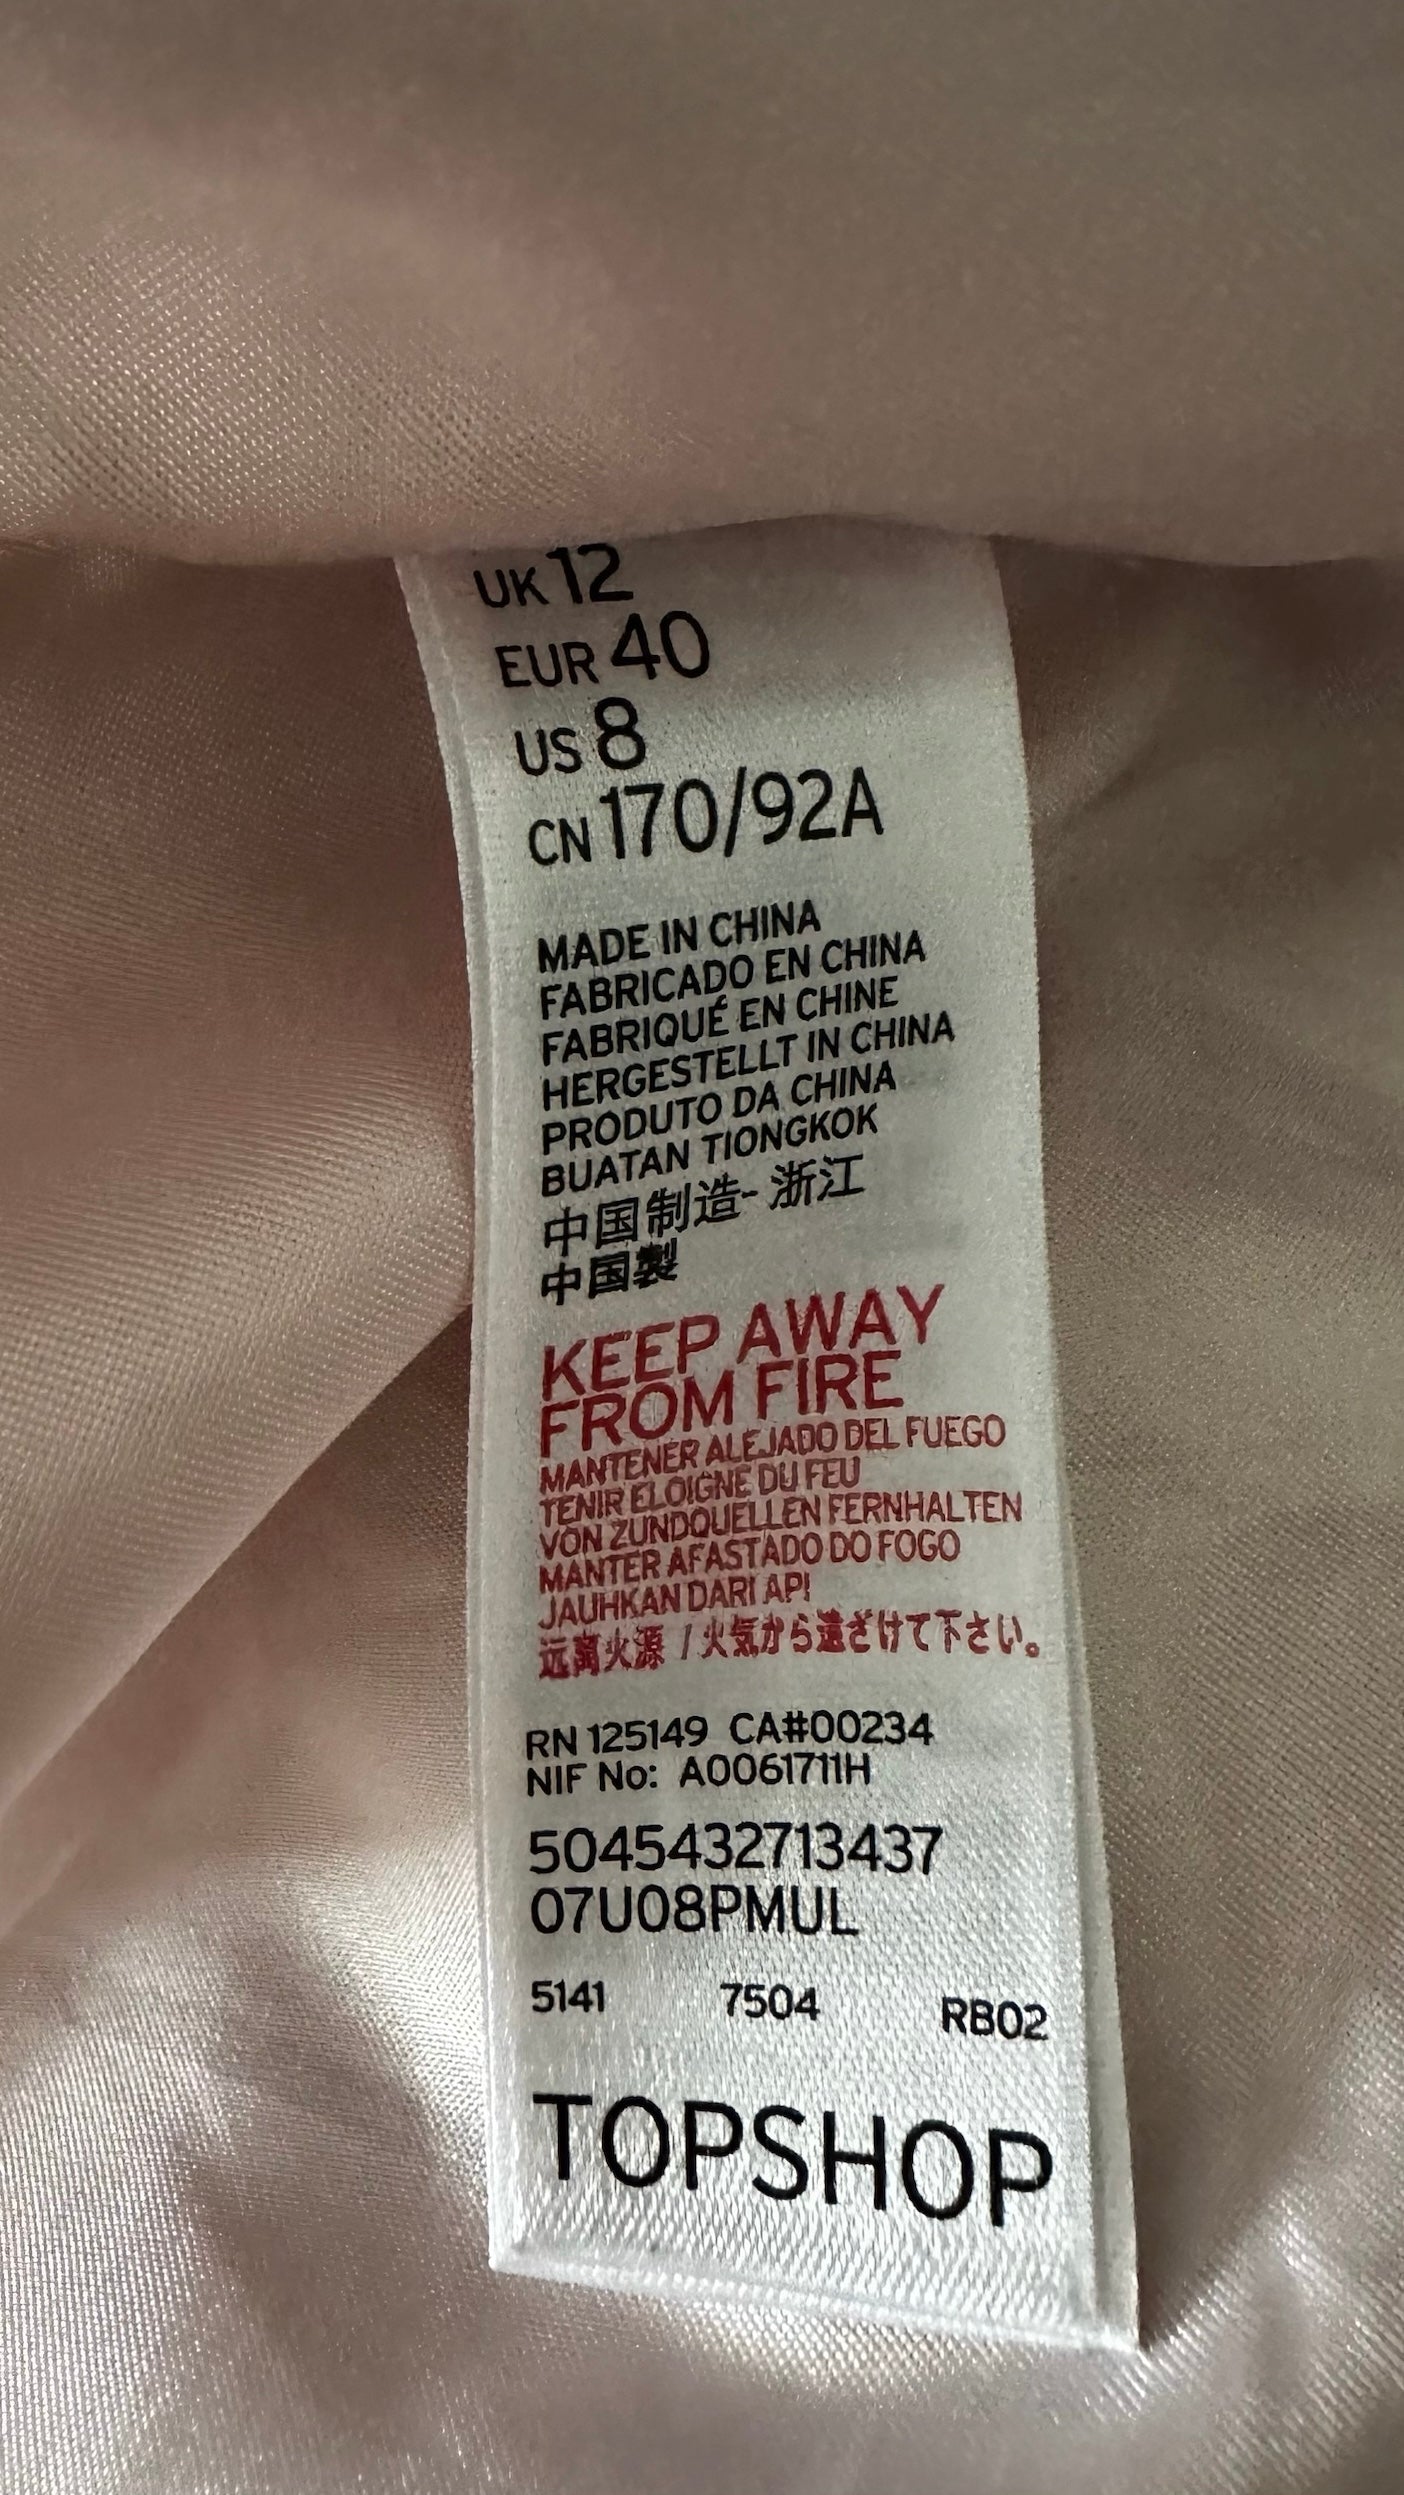 UK 12
EUR 40
US 8
CN 170/92A
MADE IN CHINA
FABRICADO EN CHINA
FABRIQUÉ EN CHINE
HERGESTELLT IN CHINA
PRODUTO DA CHINA
BUATAN TIONGKOK
中国制造- 浙江
中国製
KEEP AWAY
FROM FIRE
MANTENER ALEJADO DEL FUEGO
TENIR ELOIGNE DU FEU
VON ZUNDQUELLEN FERNHALTEN
MANTER AFASTADO DO FOGO
JAUHKAN DARI API
远离火源 / 火気から遠ざけて下さい。
RN 125149 CA#00234
NIF No: A0061711H
5045432713437
07U08PMUL
5141 7504 RB02
TOPSHOP